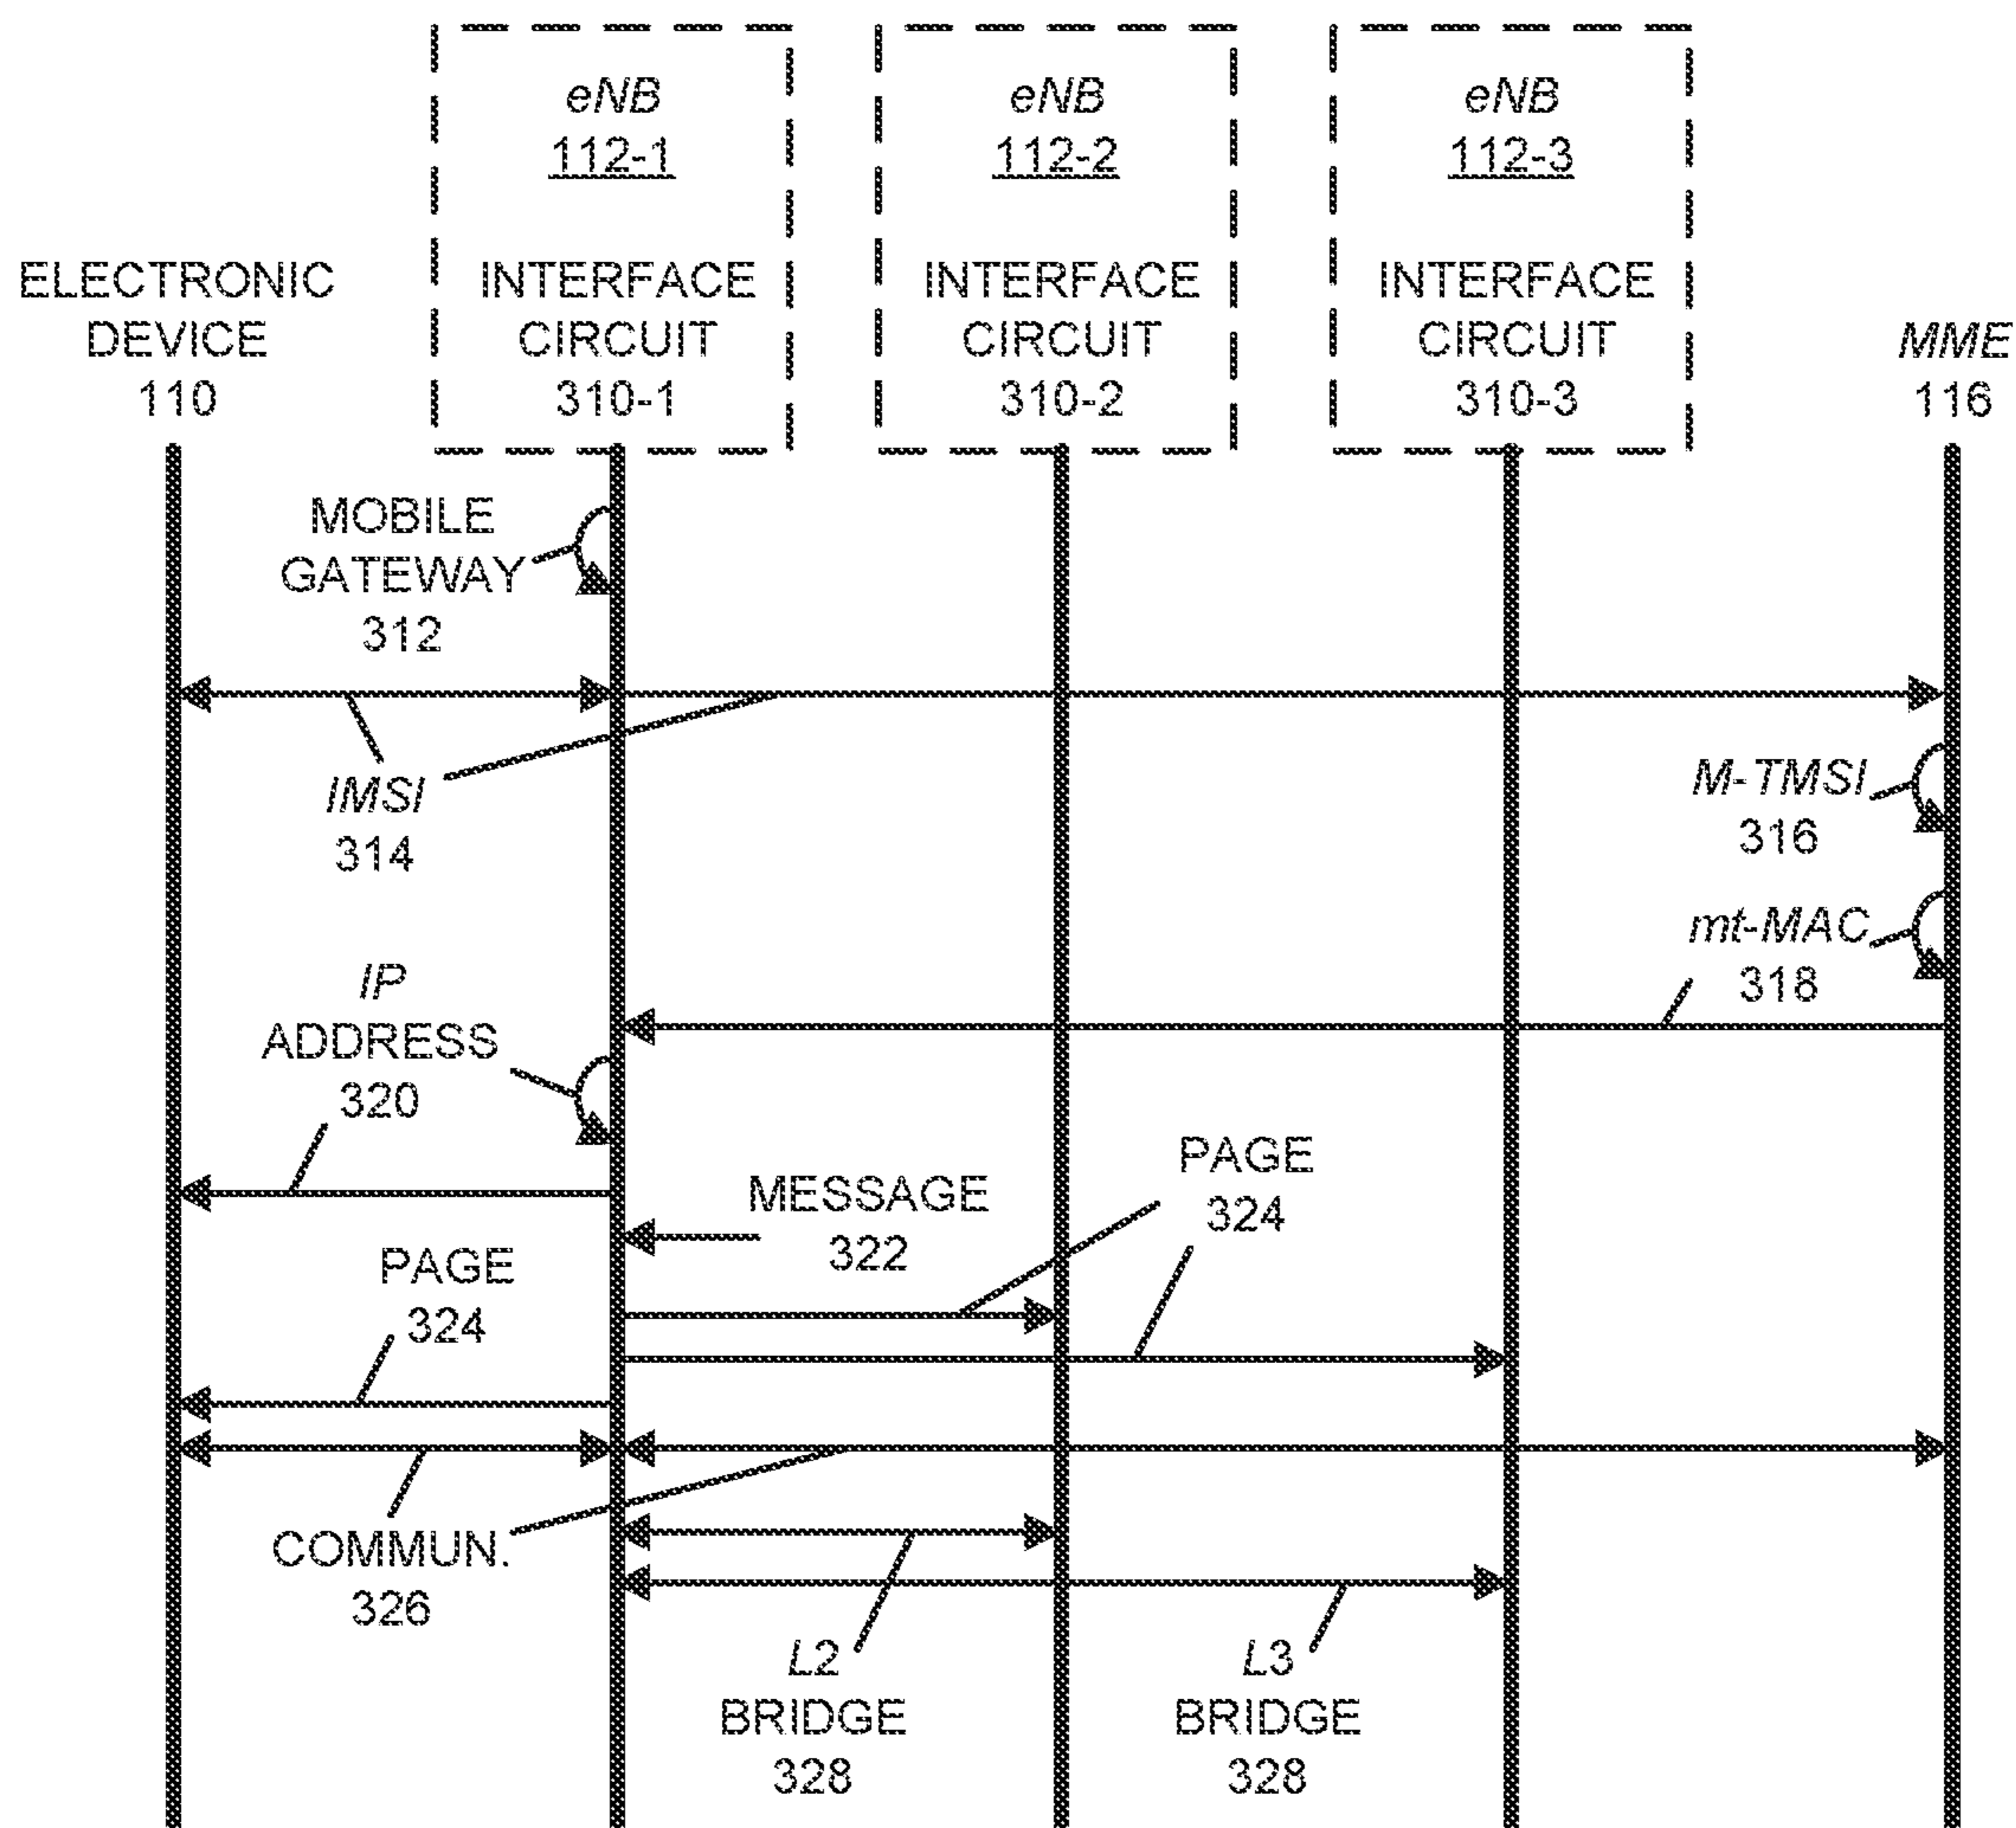 eNB
112-1
eNB
112-2
eNB
112-3
ELECTRONIC
DEVICE
110
INTERFACE
CIRCUIT
310-1
INTERFACE
CIRCUIT
310-2
INTERFACE
CIRCUIT
310-3
MME
116
MOBILE
GATEWAY
312
IMSI
314
M-TMSI
316
mt-MAC
318
IP
ADDRESS
320
MESSAGE
322
PAGE
324
PAGE
324
COMMUN.
326
L2
BRIDGE
328
L3
BRIDGE
328